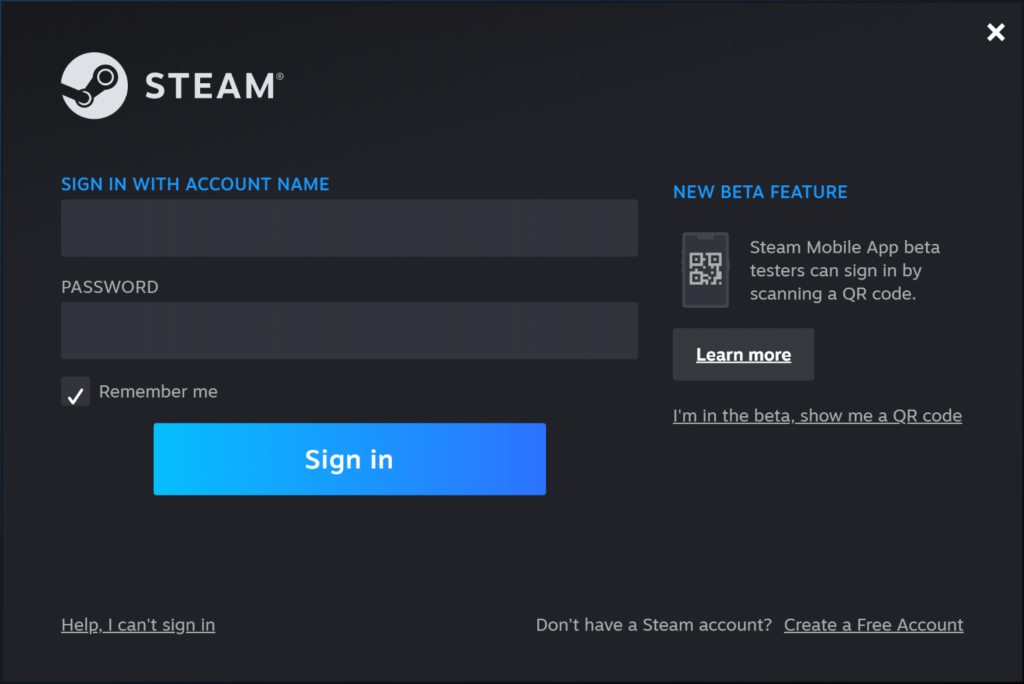 STEAM®
SIGN IN WITH ACCOUNT NAME
PASSWORD
Remember me
Sign in
NEW BETA FEATURE
Steam Mobile App beta
testers can sign in by
scanning a QR code.
Learn more
I'm in the beta, show me a QR code
Help, I can't sign in
Don't have a Steam account? Create a Free Account